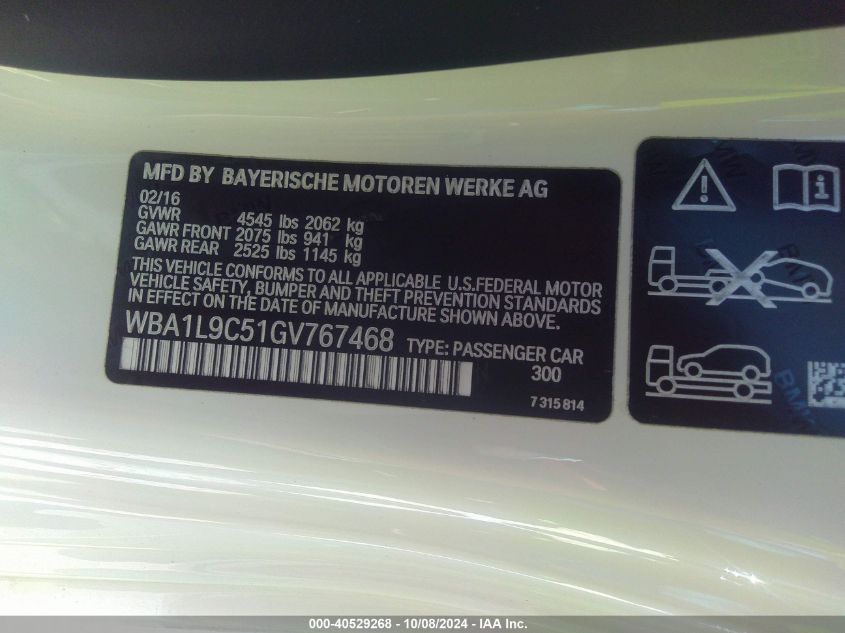 MFD BY BAYERISCHE MOTOREN WERKE AG
02/16
GVWR 4545 lbs 2062 kg
GAWR FRONT 2075 lbs 941 kg
GAWR REAR 2525 lbs 1145 kg
THIS VEHICLE CONFORMS TO ALL APPLICABLE U.S.FEDERAL MOTOR
VEHICLE SAFETY, BUMPER, AND THEFT PREVENTION STANDARDS
IN EFFECT ON THE DATE OF MANUFACTURE SHOWN ABOVE.
WBA1L9C51GV767468 TYPE: PASSENGER CAR
300
7 315 814
BMW
000-40529268 - 10/08/2024 - IAA Inc.